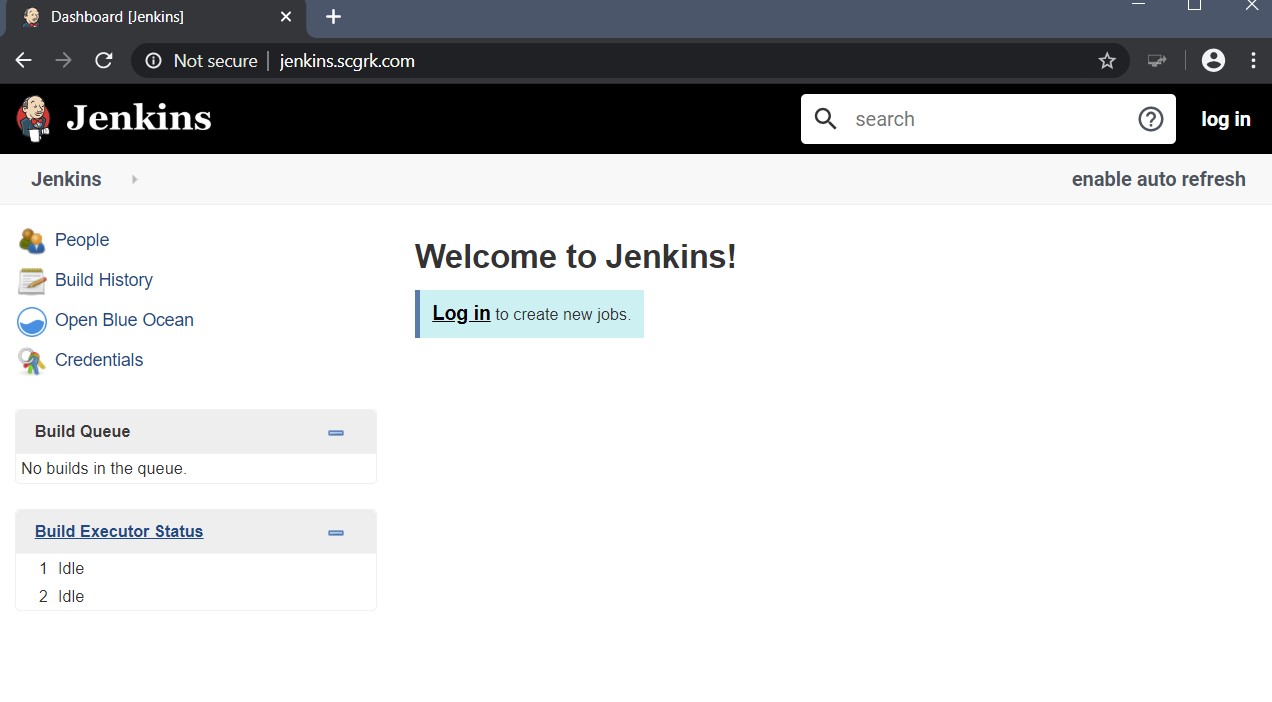 Dashboard [Jenkins]
Not secure | jenkins.scgrk.com
Jenkins
search
log in
Jenkins
enable auto refresh
People
Build History
Open Blue Ocean
Credentials
Welcome to Jenkins!
Log in to create new jobs.
Build Queue
No builds in the queue.
Build Executor Status
1 Idle
2 Idle